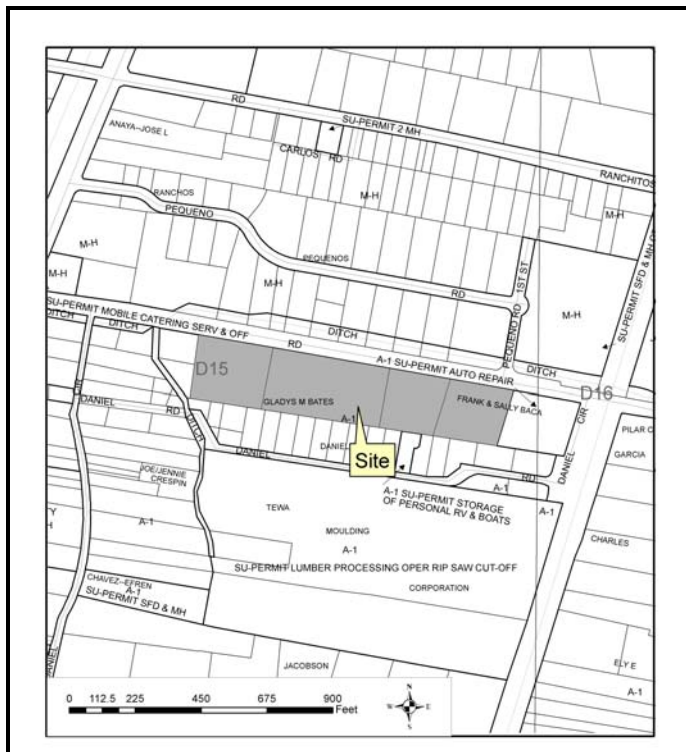 RD
SU-PERMIT 2 MH
ANAYA--JOSE L
CARLOS RD
RANCHITOS
RANCHOS
M-H
M-H
PEQUENO
M-H
PEQUENOS
1ST ST
SU-PERMIT SFD & MH
M-H
M-H
RD
M-H
PEQUENO RD
SU-PERMIT MOBILE CATERING SERV & OFF
DITCH
DITCH
DITCH
RD
A-1 SU-PERMIT AUTO REPAIR
DITCH
D15
D16
CIR
DANIEL
RD
GLADYS M BATES
FRANK & SALLY BACA
CIR
A-1
PILAR C
DITCH
DANIEL
DANIEL
GARCIA
Site
DANIEL
RD
JOE/JENNIE
CRESPIN
A-1
A-1
A-1 SU-PERMIT STORAGE
OF PERSONAL RV & BOATS
TEWA
A-1
MOULDING
A-1
CHARLES
SU-PERMIT LUMBER PROCESSING OPER RIP SAW CUT-OFF
CHAVEZ--EFREN
A-1
CORPORATION
SU-PERMIT SFD & MH
JACOBSON
ELY E
A-1
0 112.5 225 450 675 900
Feet
N
W E
S